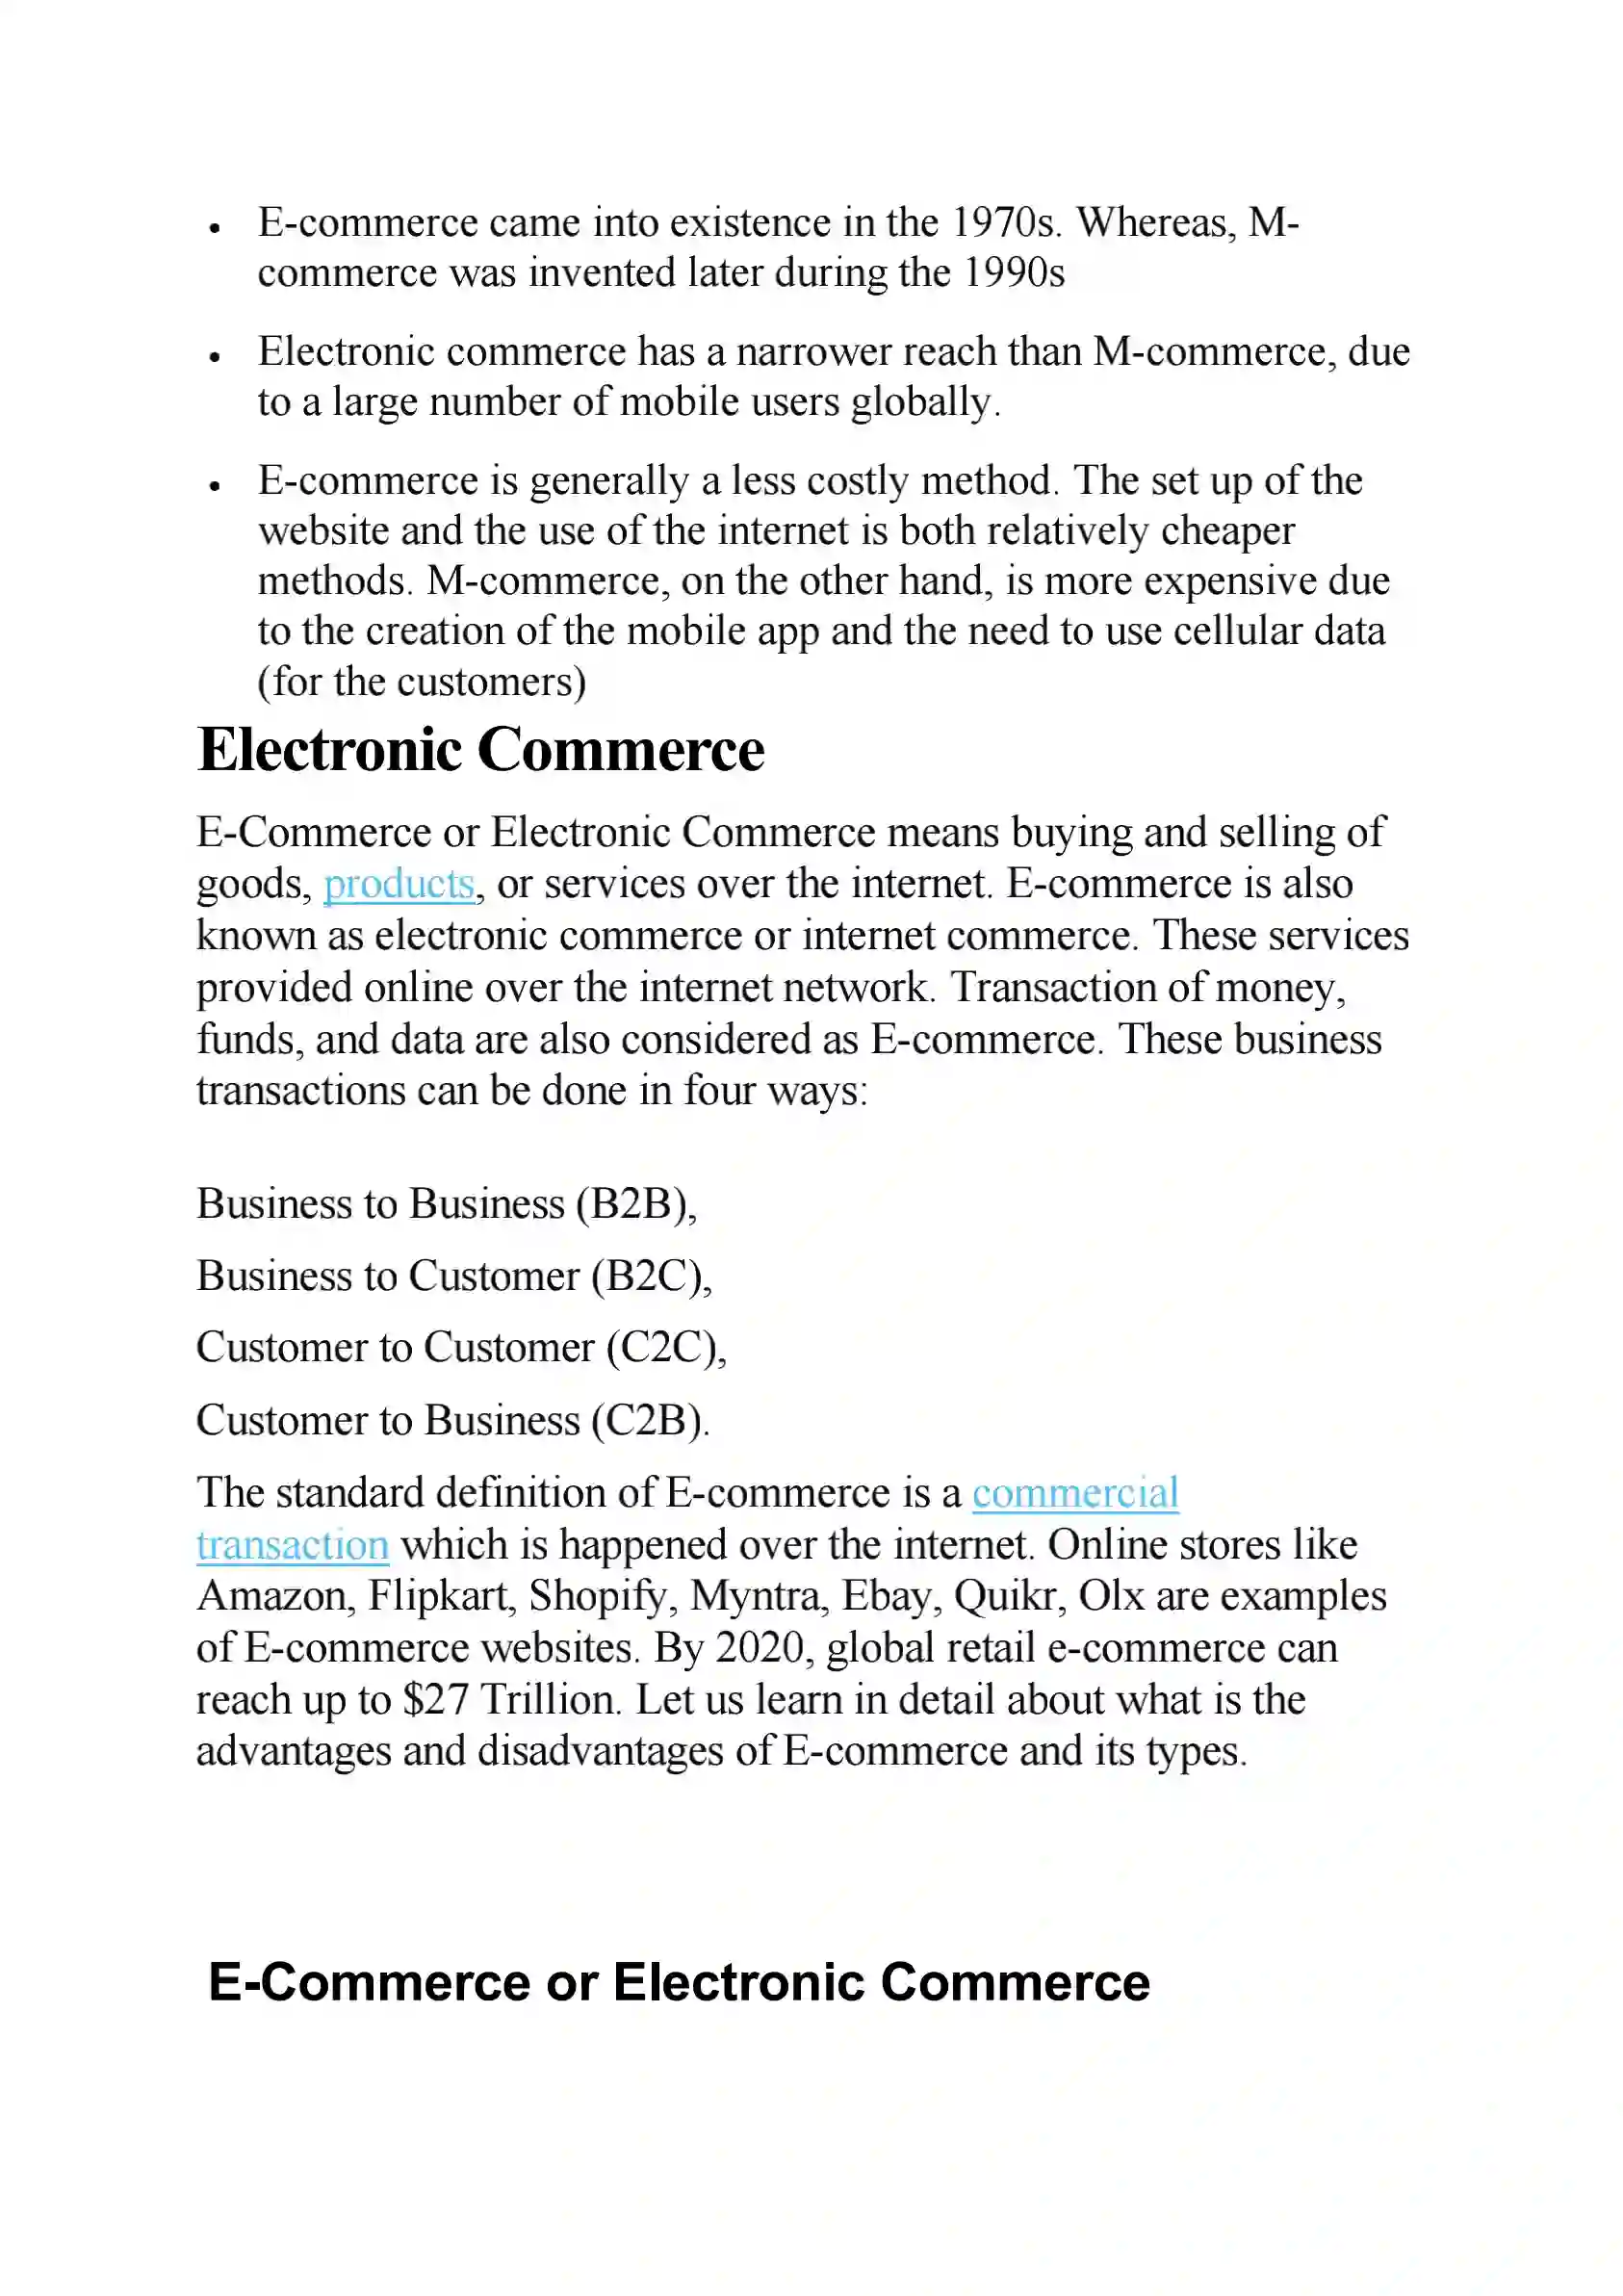 • E-commerce came into existence in the 1970s. Whereas, M-
commerce was invented later during the 1990s
• Electronic commerce has a narrower reach than M-commerce, due
to a large number of mobile users globally.
• E-commerce is generally a less costly method. The set up of the
website and the use of the internet is both relatively cheaper
methods. M-commerce, on the other hand, is more expensive due
to the creation of the mobile app and the need to use cellular data
(for the customers)
Electronic Commerce
E-Commerce or Electronic Commerce means buying and selling of
goods, products, or services over the internet. E-commerce is also
known as electronic commerce or internet commerce. These services
provided online over the internet network. Transaction of money,
funds, and data are also considered as E-commerce. These business
transactions can be done in four ways:
Business to Business (B2B),
Business to Customer (B2C),
Customer to Customer (C2C),
Customer to Business (C2B).
The standard definition of E-commerce is a commercial
transaction which is happened over the internet. Online stores like
Amazon, Flipkart, Shopify, Myntra, Ebay, Quikr, Olx are examples
of E-commerce websites. By 2020, global retail e-commerce can
reach up to $27 Trillion. Let us learn in detail about what is the
advantages and disadvantages of E-commerce and its types.
E-Commerce or Electronic Commerce